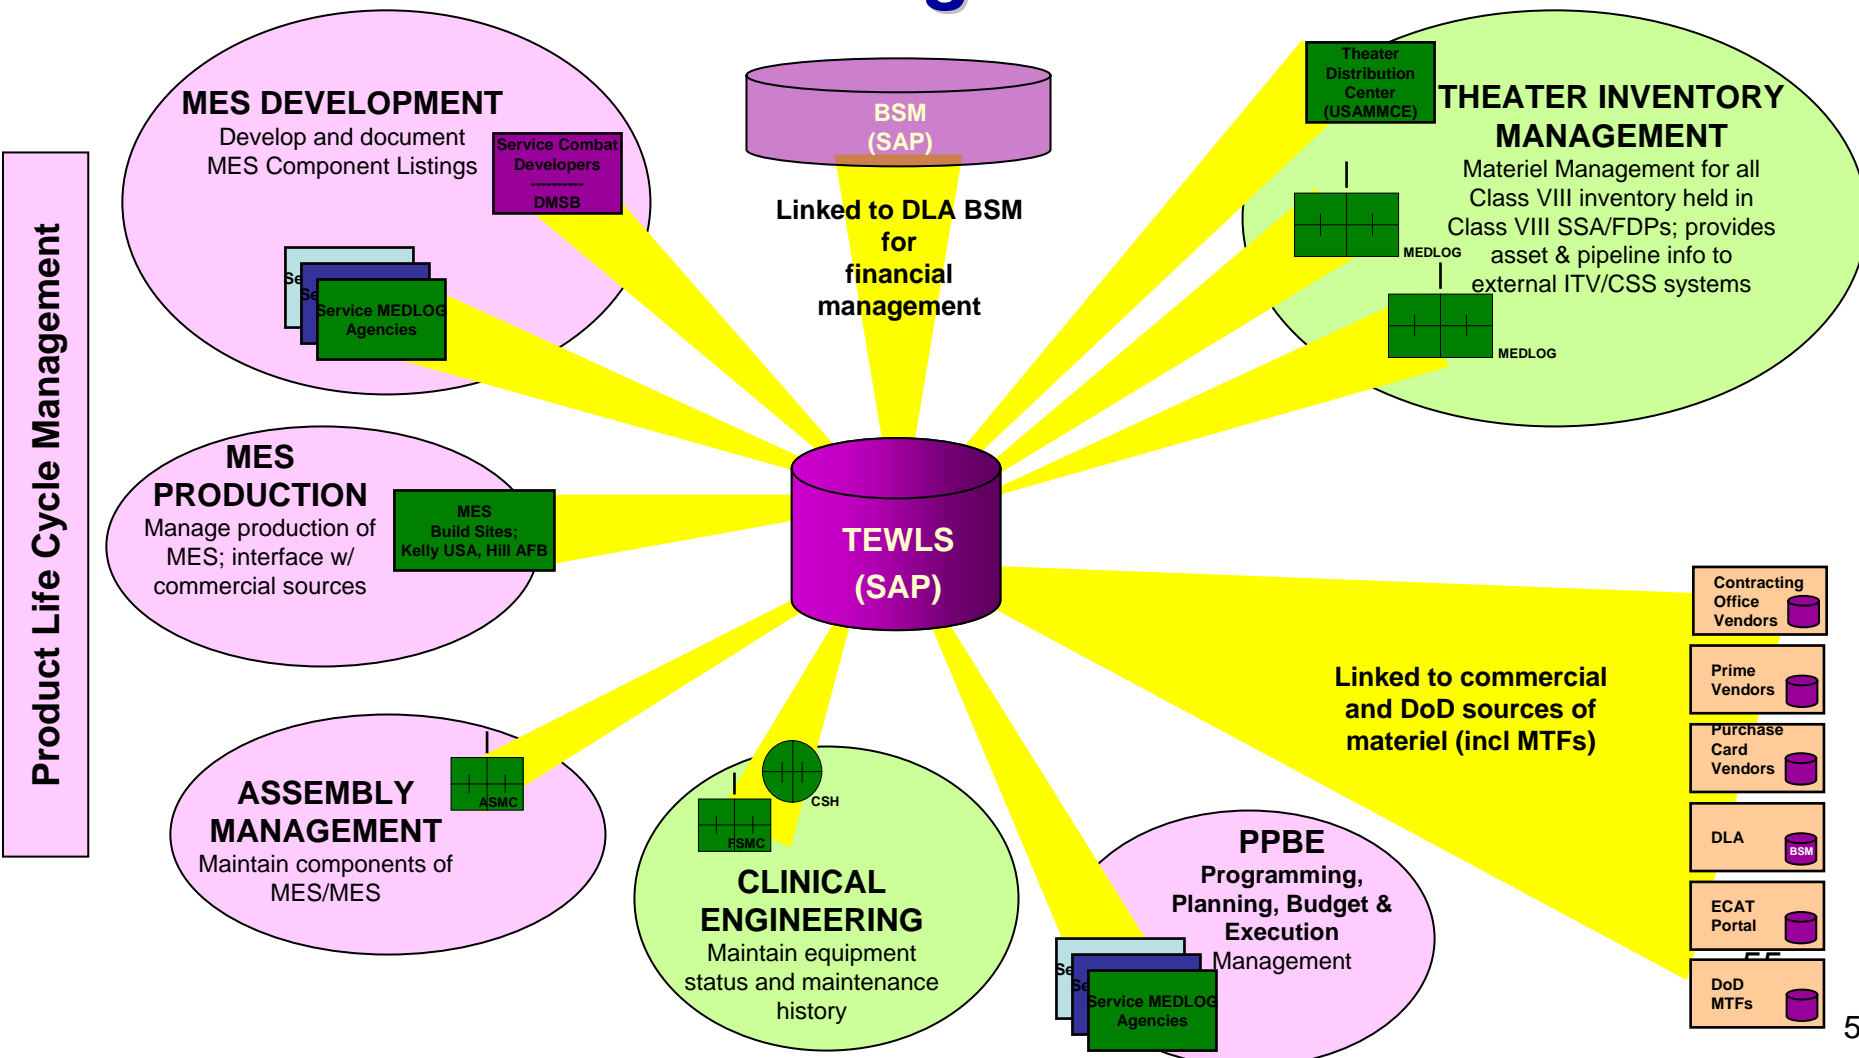 Product Life Cycle Management
MES DEVELOPMENT
Develop and document
MES Component Listings
Service Combat
Developers
----------
DMSB
Se
Se
Service MEDLOG
Agencies
BSM
(SAP)
Linked to DLA BSM
for
financial
management
Theater
Distribution
Center
(USAMMCE)
THEATER INVENTORY
MANAGEMENT
Materiel Management for all
Class VIII inventory held in
Class VIII SSA/FDPs; provides
asset & pipeline info to
external ITV/CSS systems
MEDLOG
MEDLOG
MES
PRODUCTION
Manage production of
MES; interface w/
commercial sources
MES
Build Sites;
Kelly USA, Hill AFB
TEWLS
(SAP)
ASSEMBLY
MANAGEMENT
Maintain components of
MES/MES
ASMC
CSH
FSMC
CLINICAL
ENGINEERING
Maintain equipment
status and maintenance
history
PPBE
Programming,
Planning, Budget &
Execution
Management
Se
Se
Service MEDLOG
Agencies
Linked to commercial
and DoD sources of
materiel (incl MTFs)
Contracting
Office
Vendors
Prime
Vendors
Purchase
Card
Vendors
DLA
BSM
ECAT
Portal
DoD
MTFs
5